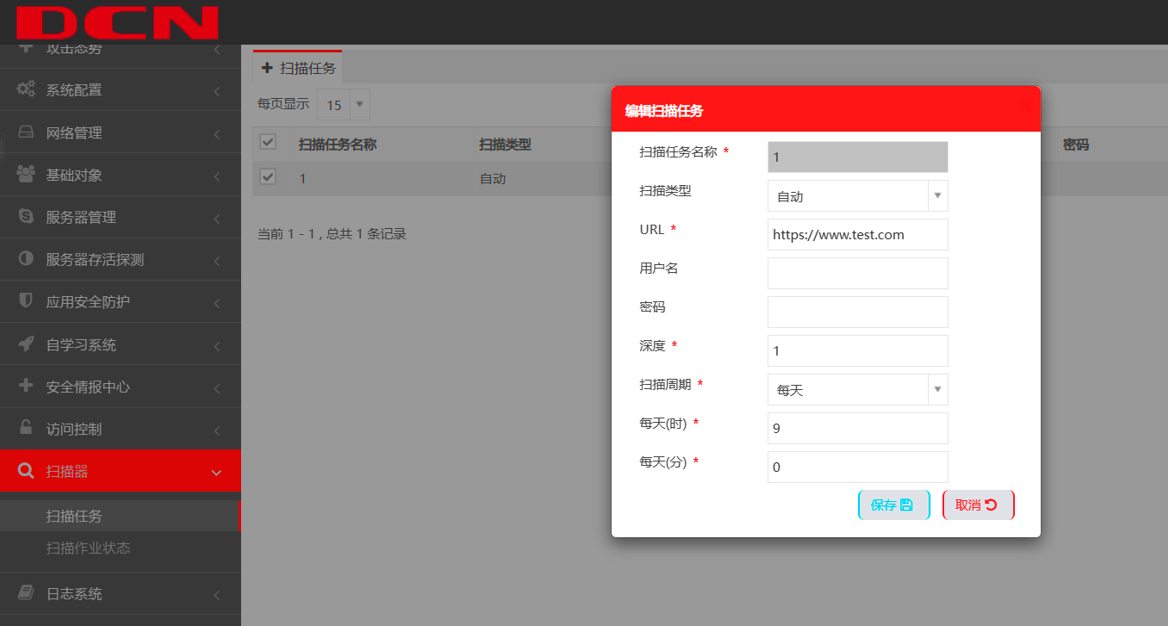 DCN
攻击态势
系统配置
网络管理
基础对象
服务器管理
服务器存活探测
应用安全防护
自学习系统
安全情报中心
访问控制
扫描器
扫描任务
扫描作业状态
日志系统
扫描任务
每页显示 15
扫描任务名称 扫描类型 密码
1 自动
当前 1 - 1 , 总共 1 条记录
编辑扫描任务
扫描任务名称 * 1
扫描类型 自动
URL * https://www.test.com
用户名
密码
深度 * 1
扫描周期 * 每天
每天(时) * 9
每天(分) * 0
保存 取消